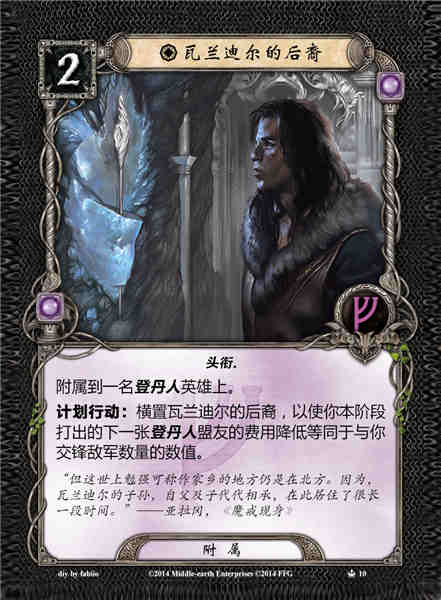 2
瓦兰迪尔的后裔
头衔.
附属到一名登丹人英雄上。
计划行动：横置瓦兰迪尔的后裔，以使你本阶段
打出的下一张登丹人盟友的费用降低等同于与你
交锋敌军数量的数值。
“但这世上勉强可称作家乡的地方仍是在北方。因为，
瓦兰迪尔的子孙，自父及子代代相承，在此居住了很长
一段时间。”——亚拉冈，《魔戒现身》
附属
diy by fabiio ©2014 Middle-earth Enterprises ©2014 FFG 10